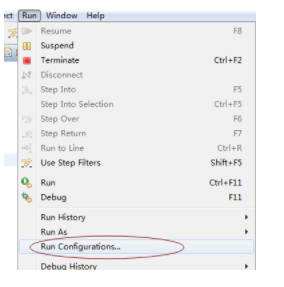 ect Run Window Help
Resume F8
Suspend
Terminate Ctrl+F2
Disconnect
Step Into F5
Step Into Selection Ctrl+F5
Step Over F6
Step Return F7
Run to Line Ctrl+R
Use Step Filters Shift+F5
Run Ctrl+F11
Debug F11
Run History
Run As
Run Configurations...
Debug History